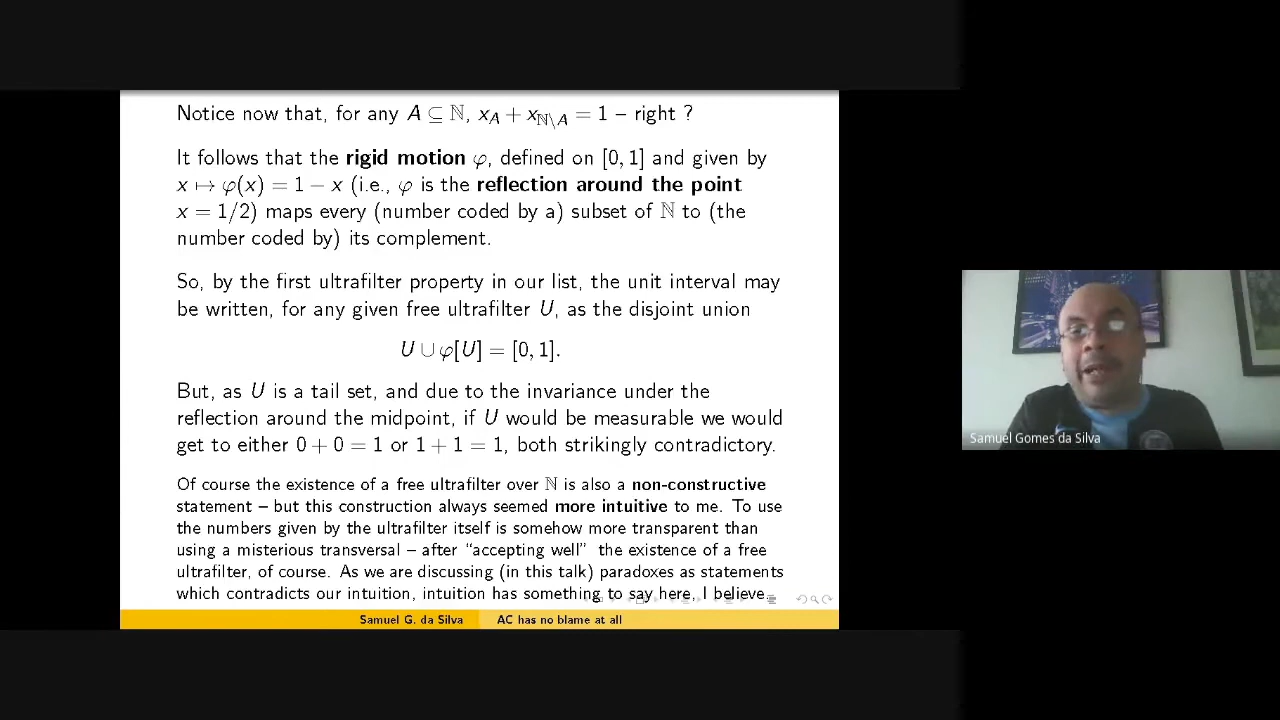 Notice now that, for any A ⊆ ℕ, x_A + x_{ℕ\A} = 1 – right ?
It follows that the rigid motion φ, defined on [0, 1] and given by
x ↦ φ(x) = 1 − x (i.e., φ is the reflection around the point
x = 1/2) maps every (number coded by a) subset of ℕ to (the
number coded by) its complement.
So, by the first ultrafilter property in our list, the unit interval may
be written, for any given free ultrafilter U, as the disjoint union
U ∪ φ[U] = [0, 1].
But, as U is a tail set, and due to the invariance under the
reflection around the midpoint, if U would be measurable we would
get to either 0 + 0 = 1 or 1 + 1 = 1, both strikingly contradictory.
Of course the existence of a free ultrafilter over ℕ is also a non-constructive
statement – but this construction always seemed more intuitive to me. To use
the numbers given by the ultrafilter itself is somehow more transparent than
using a misterious transversal – after “accepting well” the existence of a free
ultrafilter, of course. As we are discussing (in this talk) paradoxes as statements
which contradicts our intuition, intuition has something to say here, I believe.
Samuel G. da Silva AC has no blame at all
Samuel Gomes da Silva